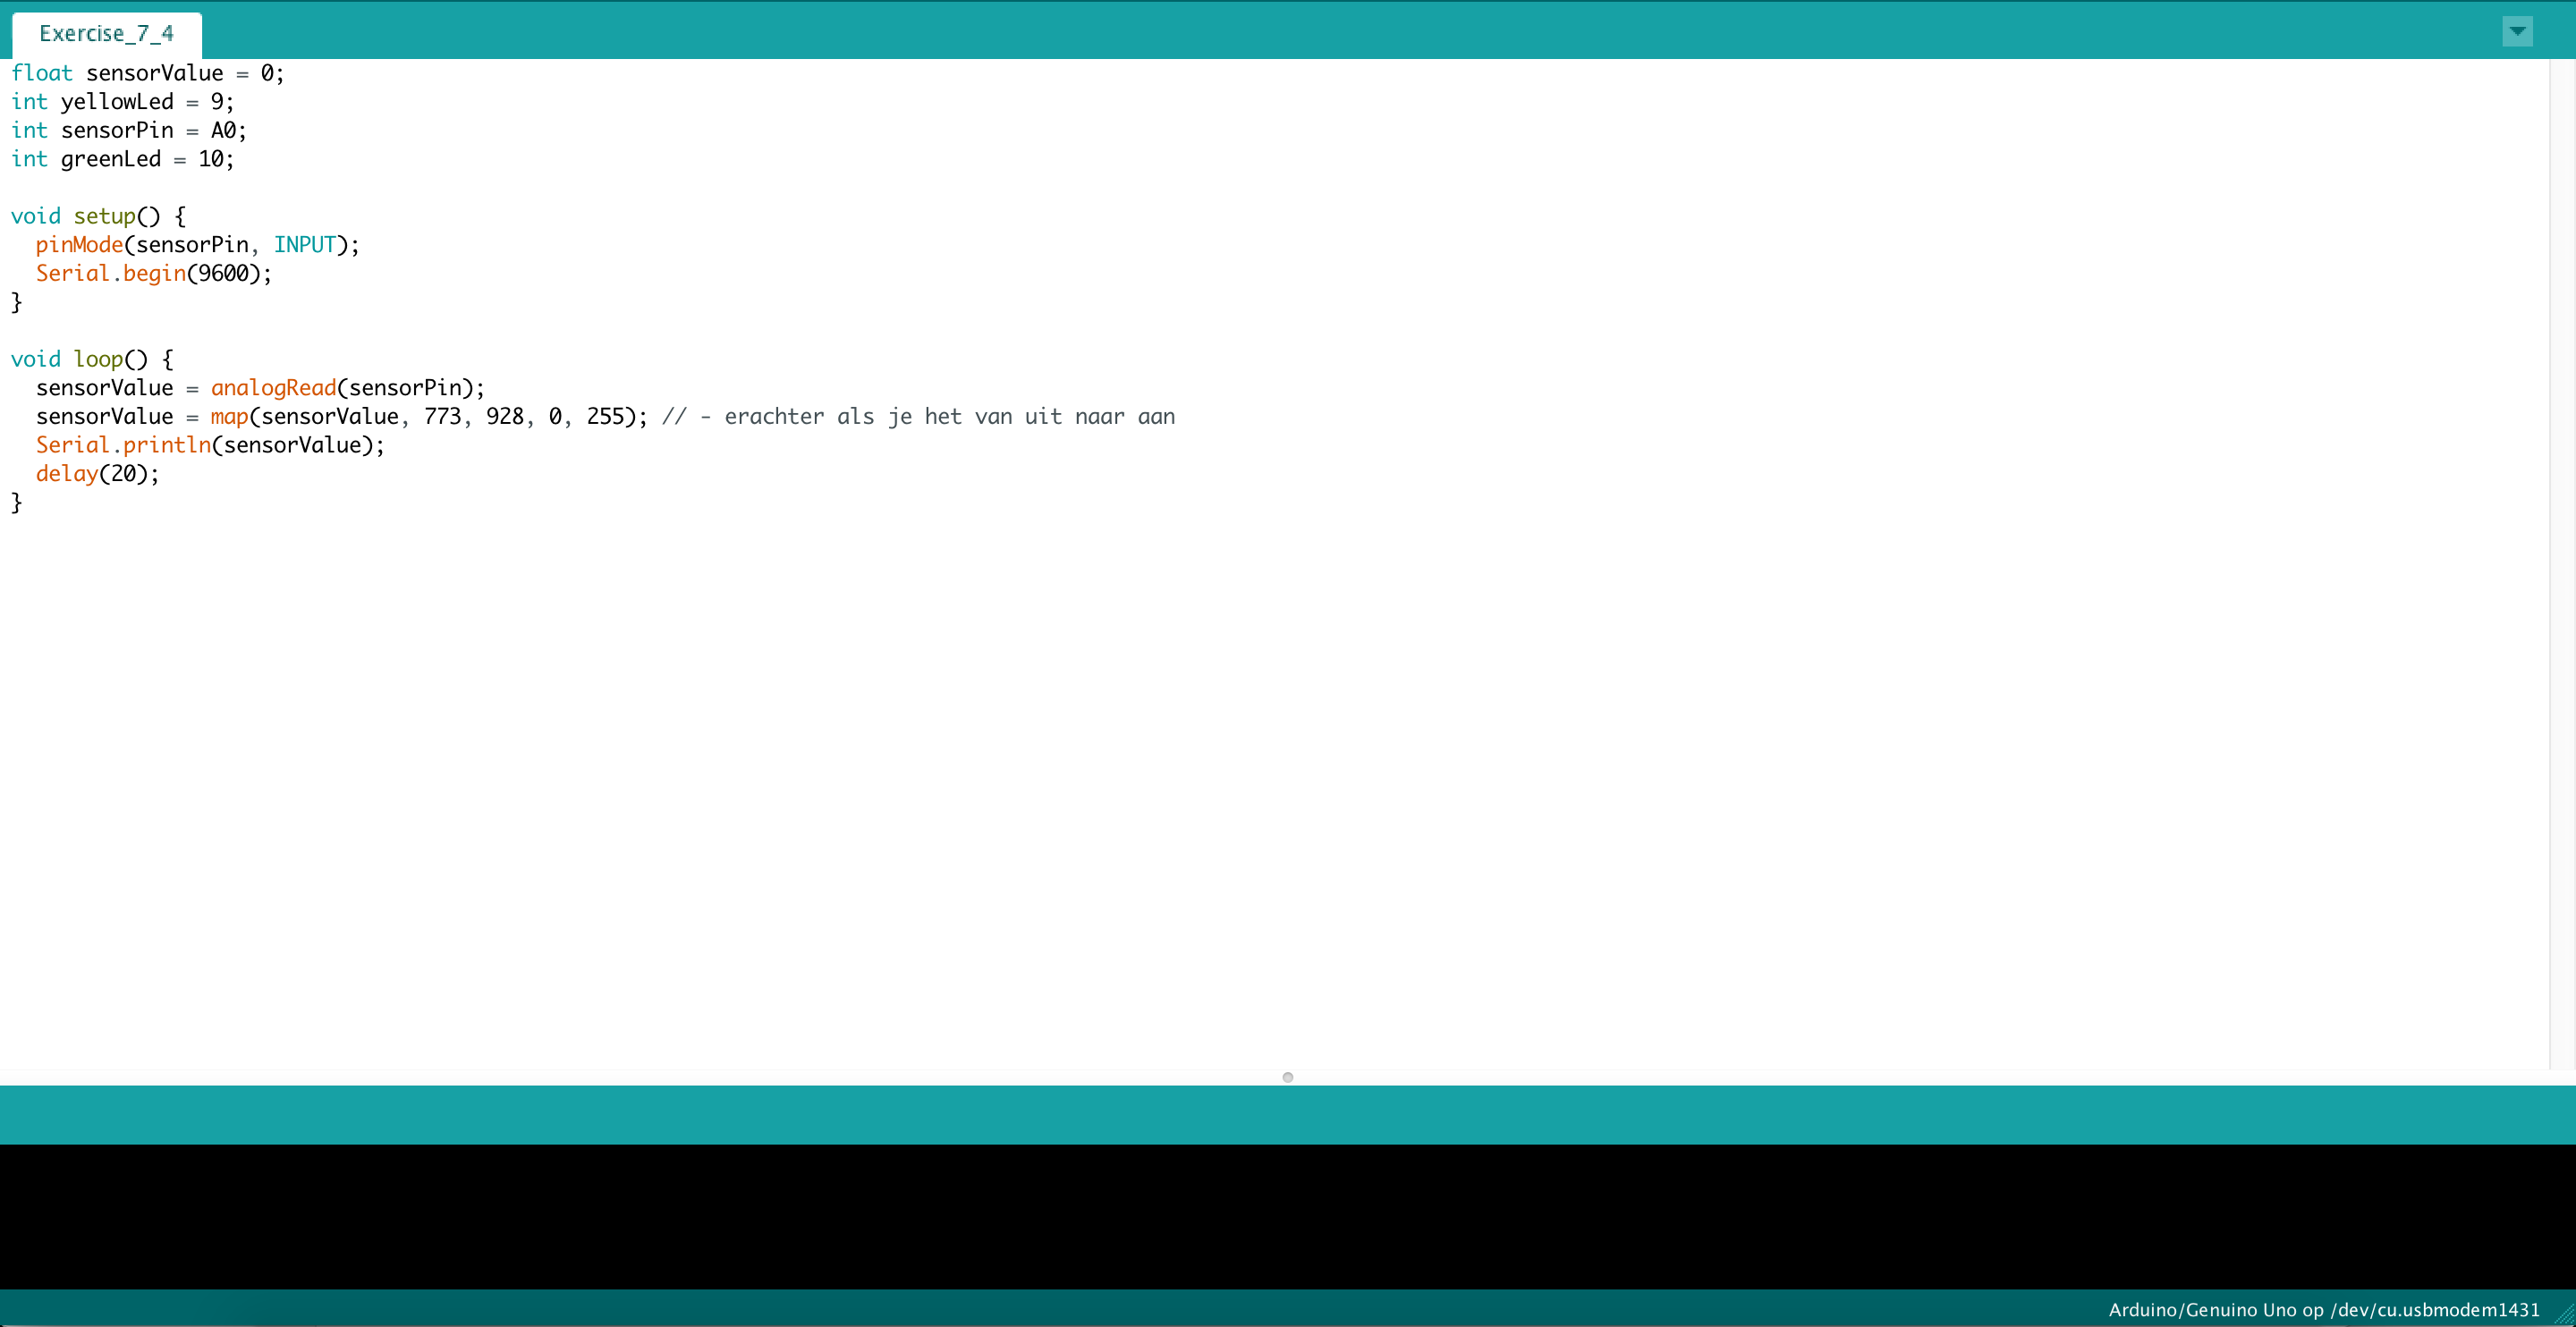 Exercise_7_4
float sensorValue = 0;
int yellowLed = 9;
int sensorPin = A0;
int greenLed = 10;
void setup() {
  pinMode(sensorPin, INPUT);
  Serial.begin(9600);
}
void loop() {
  sensorValue = analogRead(sensorPin);
  sensorValue = map(sensorValue, 773, 928, 0, 255); // - erachter als je het van uit naar aan
  Serial.println(sensorValue);
  delay(20);
}
Arduino/Genuino Uno op /dev/cu.usbmodem1431